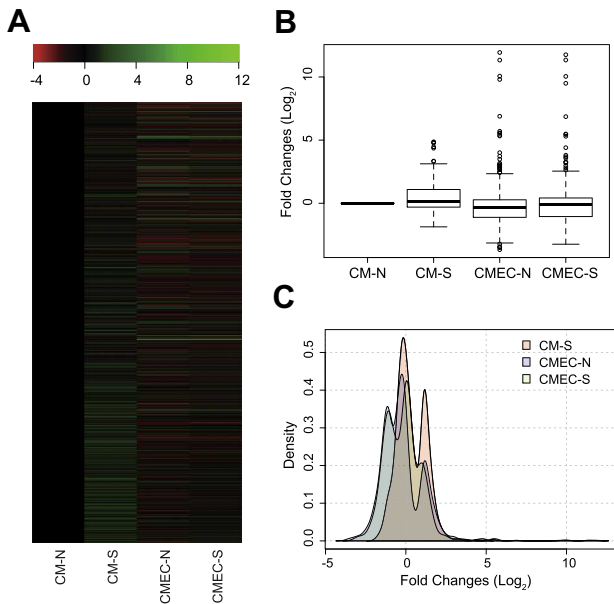 A
-4 0 4 8 12
CM-N
CM-S
CMEC-N
CMEC-S
B
Fold Changes (Log2)
10
5
0
CM-N CM-S CMEC-N CMEC-S
C
Density
0.5
0.4
0.3
0.2
0.1
0.0
CM-S
CMEC-N
CMEC-S
-5 0 5 10
Fold Changes (Log2)